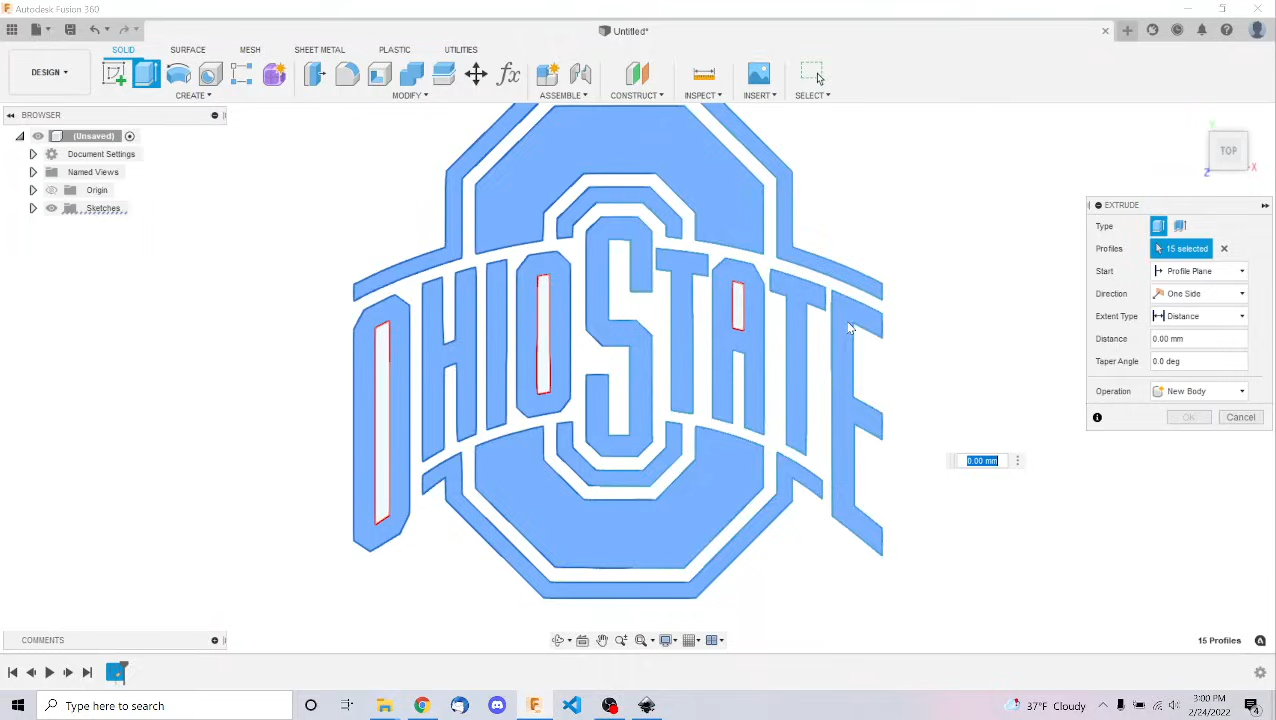 Autodesk Fusion 360
Untitled*
SOLID SURFACE MESH SHEET METAL PLASTIC UTILITIES
DESIGN
fx
CREATE MODIFY ASSEMBLE CONSTRUCT INSPECT INSERT SELECT
BROWSER
(Unsaved)
Document Settings
Named Views
Origin
Sketches
TOP
Y
Z
X
EXTRUDE
Type
Profiles 15 selected
Start Profile Plane
Direction One Side
Extent Type Distance
Distance 0.00 mm
Taper Angle 0.0 deg
Operation New Body
OK Cancel
OHIO STATE
0.00 mm
COMMENTS
15 Profiles
Type here to search
37°F Cloudy
3:00 PM
2/24/2022
4